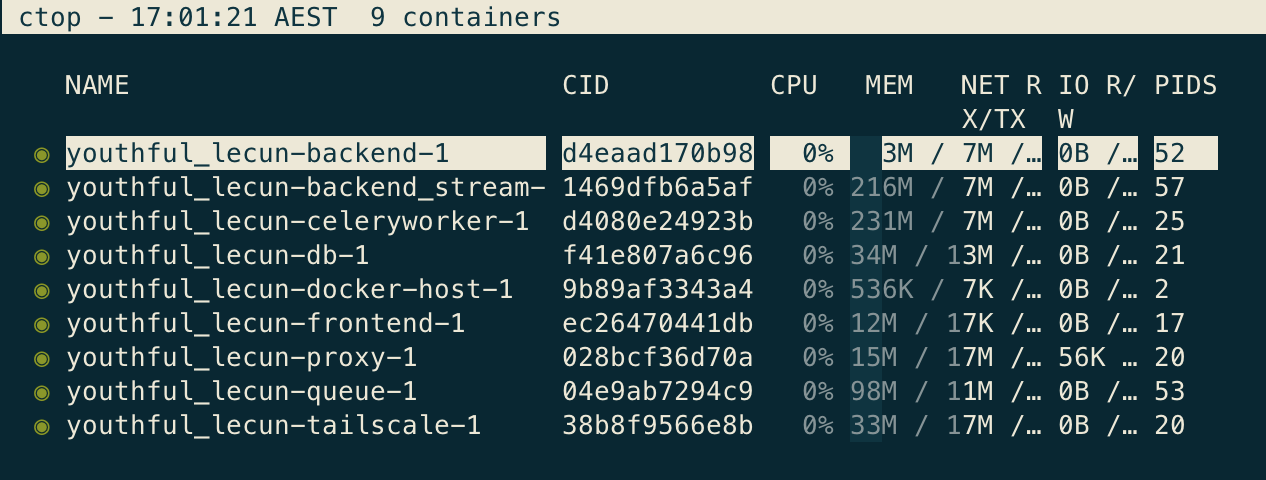 ctop – 17:01:21 AEST 9 containers
NAME CID CPU MEM NET R IO R/ PIDS
X/TX W
◉ youthful_lecun–backend–1 d4eaad170b98 0% 3M / 7M /… 0B /… 52
◉ youthful_lecun–backend_stream– 1469dfb6a5af 0% 216M / 7M /… 0B /… 57
◉ youthful_lecun–celeryworker–1 d4080e24923b 0% 231M / 7M /… 0B /… 25
◉ youthful_lecun–db–1 f41e807a6c96 0% 34M / 13M /… 0B /… 21
◉ youthful_lecun–docker–host–1 9b89af3343a4 0% 536K / 7K /… 0B /… 2
◉ youthful_lecun–frontend–1 ec26470441db 0% 12M / 17K /… 0B /… 17
◉ youthful_lecun–proxy–1 028bcf36d70a 0% 15M / 17M /… 56K … 20
◉ youthful_lecun–queue–1 04e9ab7294c9 0% 98M / 11M /… 0B /… 53
◉ youthful_lecun–tailscale–1 38b8f9566e8b 0% 33M / 17M /… 0B /… 20